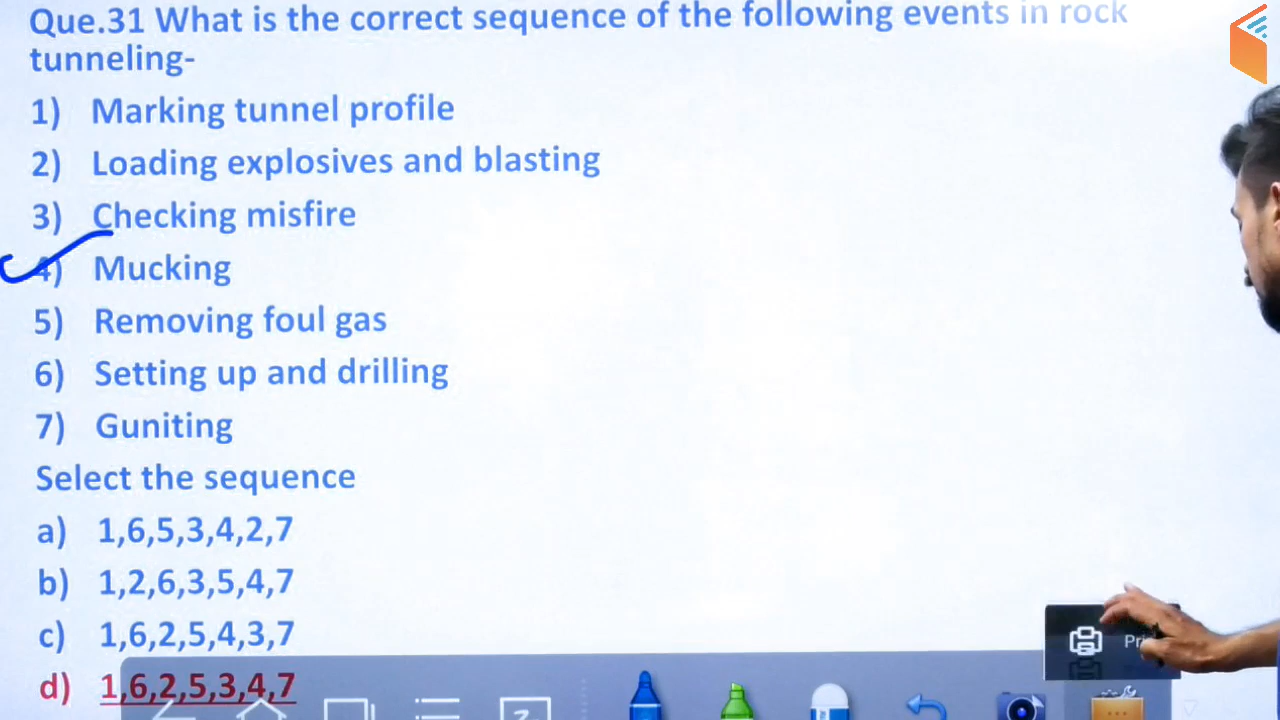 Que.31 What is the correct sequence of the following events in rock
tunneling-
1) Marking tunnel profile
2) Loading explosives and blasting
3) Checking misfire
4) Mucking
5) Removing foul gas
6) Setting up and drilling
7) Guniting
Select the sequence
a) 1,6,5,3,4,2,7
b) 1,2,6,3,5,4,7
c) 1,6,2,5,4,3,7
d) 1,6,2,5,3,4,7